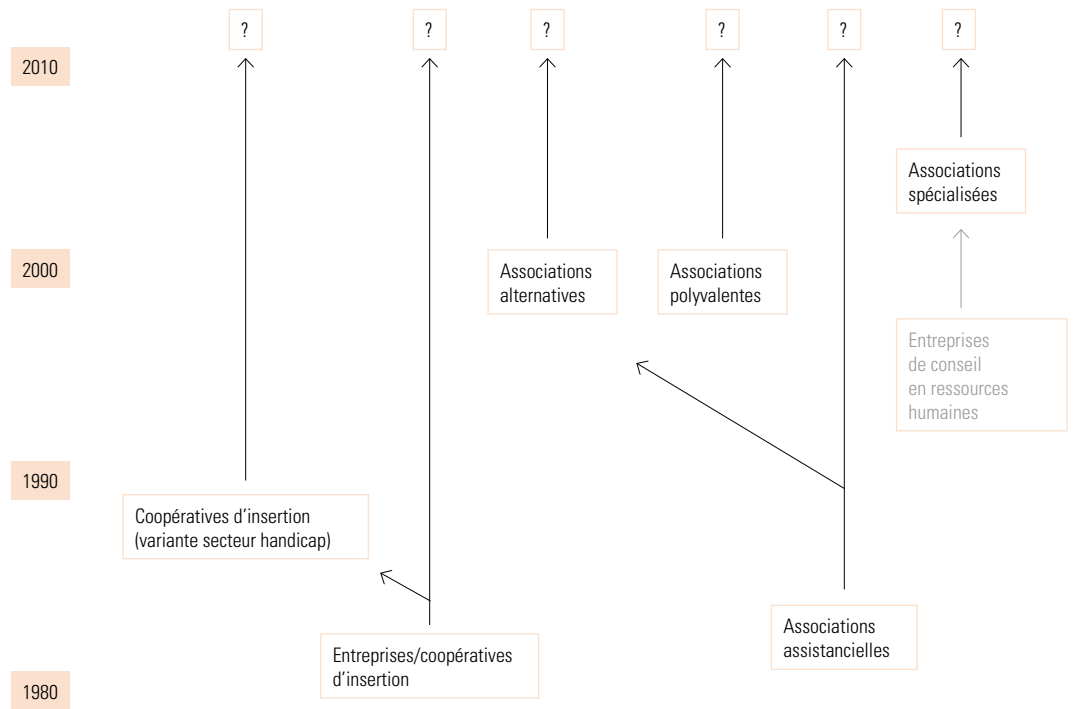 ? ? ? ? ? ?
2010
Associations
spécialisées
2000
Associations
alternatives
Associations
polyvalentes
Entreprises
de conseil
en ressources
humaines
1990
Coopératives d’insertion
(variante secteur handicap)
Associations
assistancielles
Entreprises/coopératives
d’insertion
1980